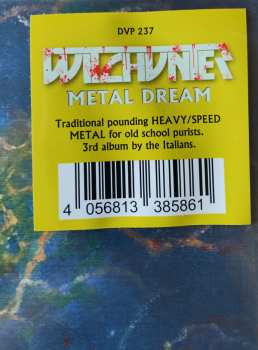 DVP 237
WITCHUNTER
METAL DREAM
Traditional pounding HEAVY/SPEED
METAL for old school purists.
3rd album by the Italians.
4 056813 385861